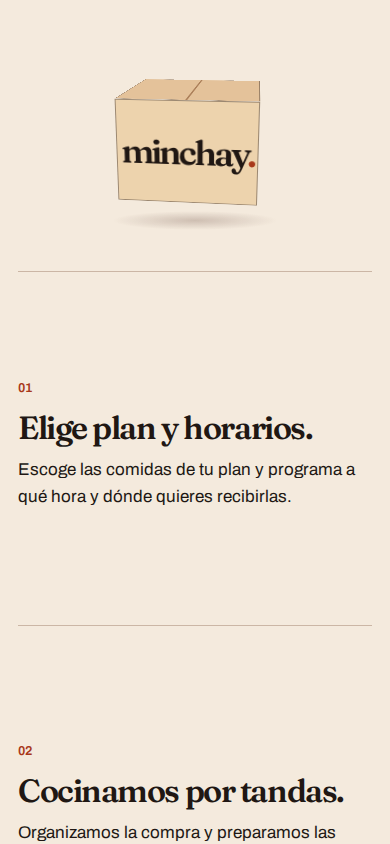 minchay.
01
Elige plan y horarios.
Escoge las comidas de tu plan y programa a
qué hora y dónde quieres recibirlas.
02
Cocinamos por tandas.
Organizamos la compra y preparamos las